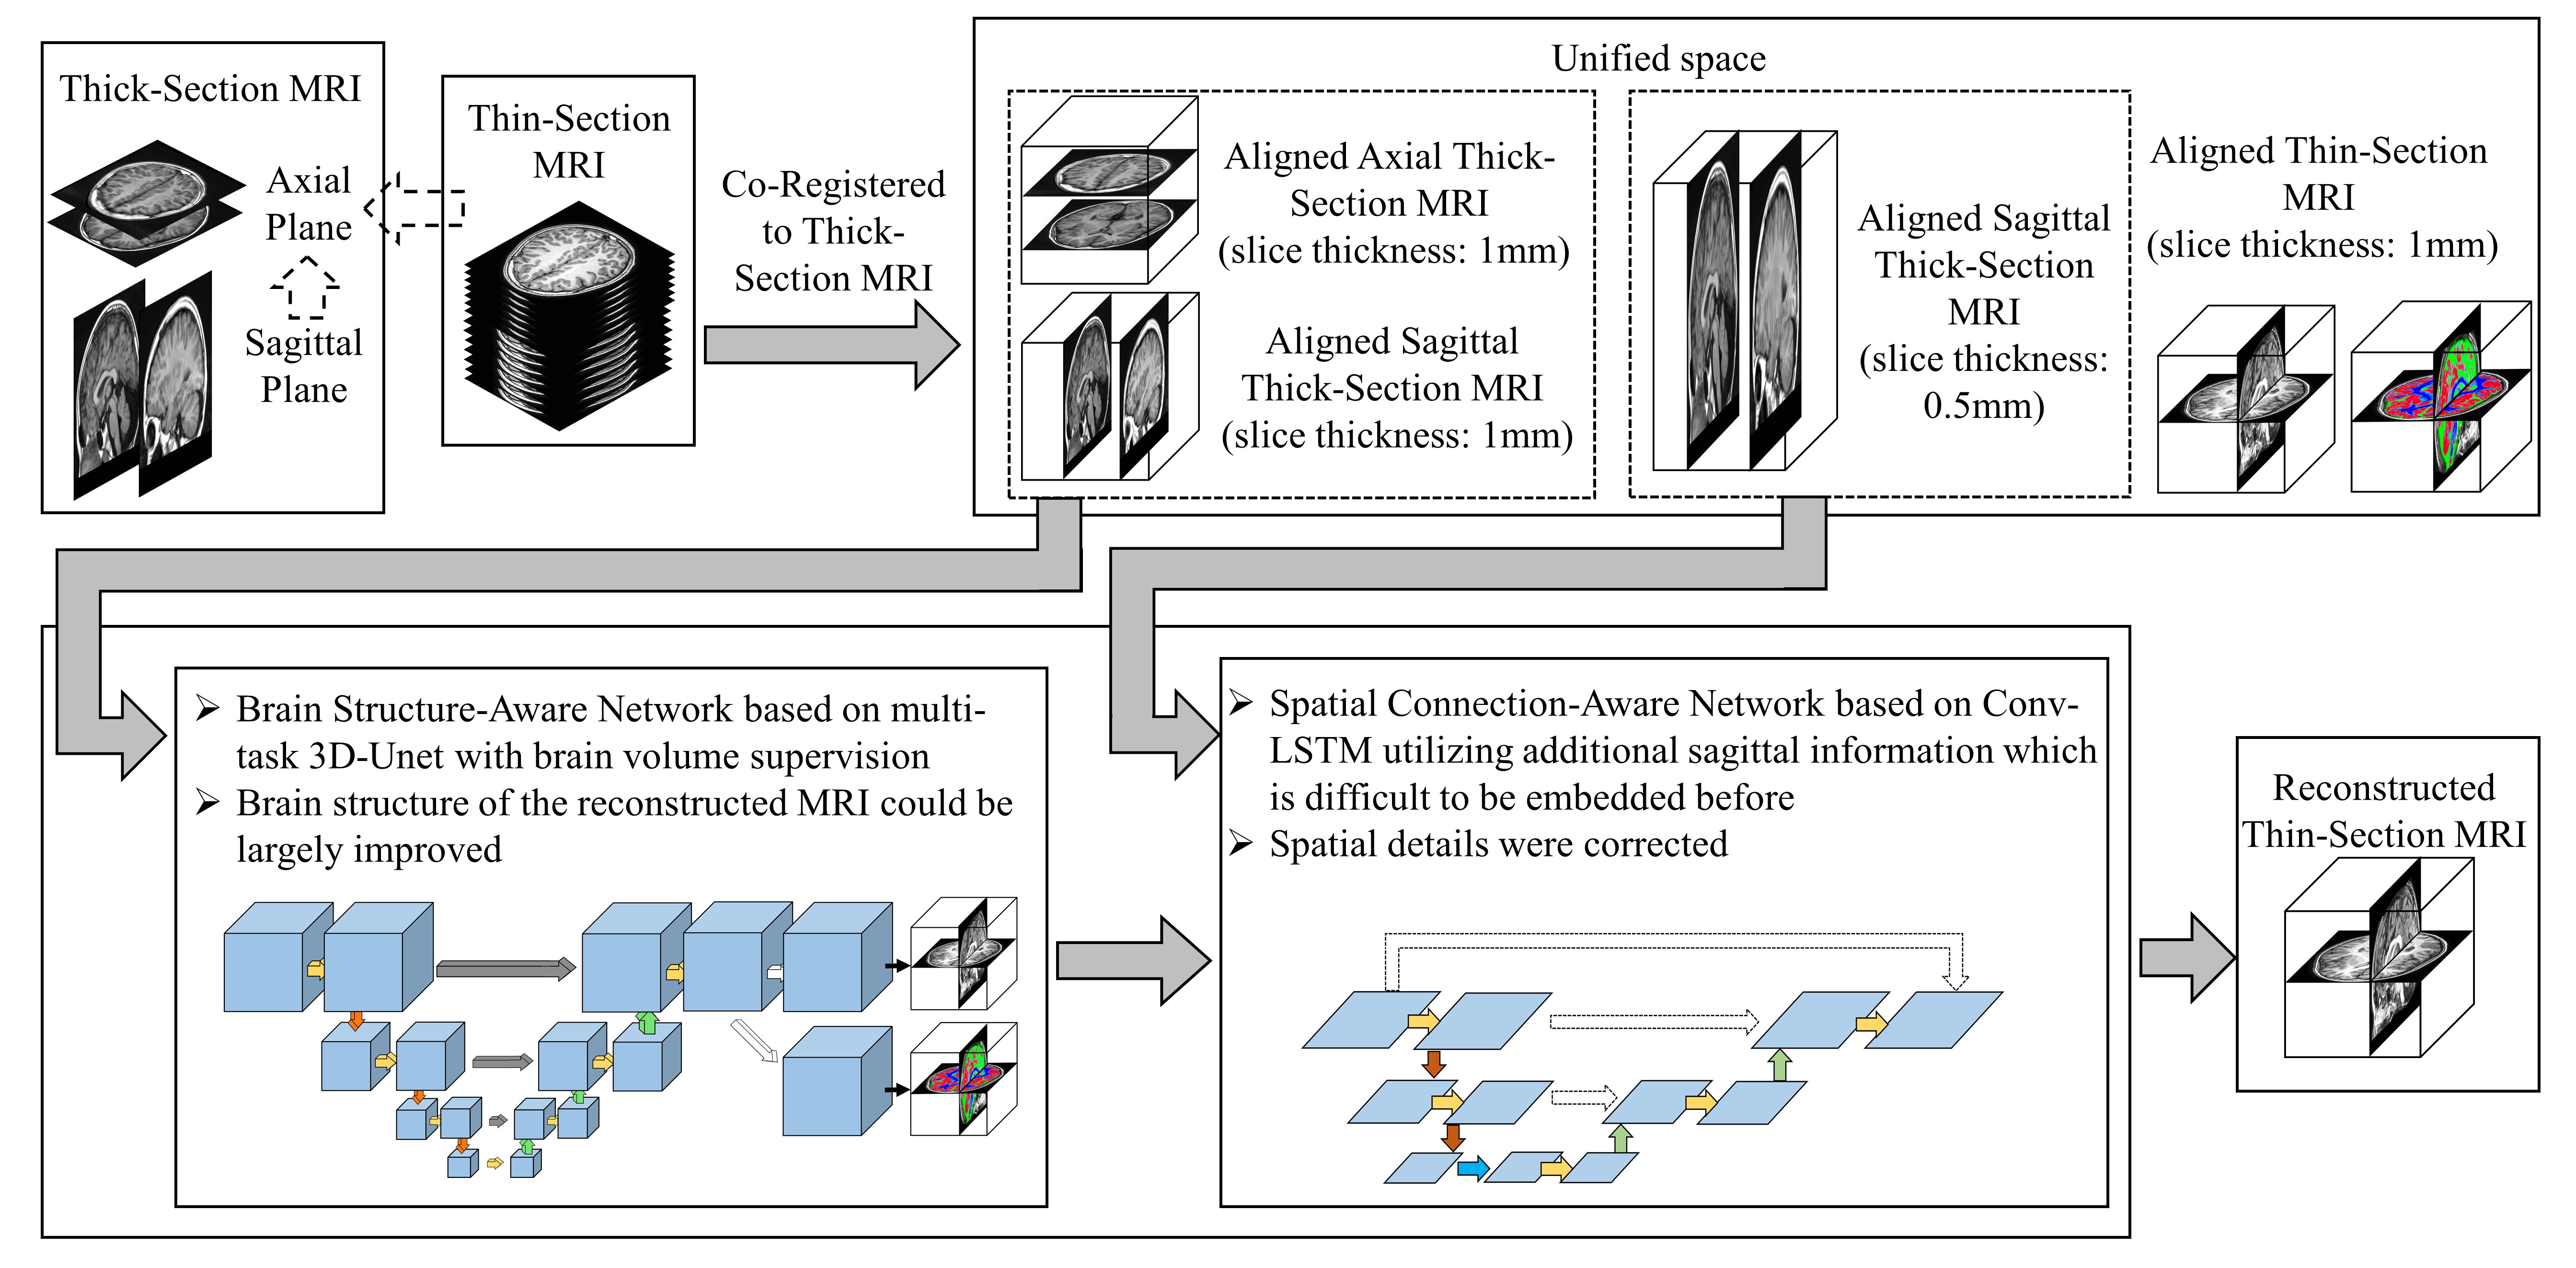 Thick-Section MRI
Axial
Plane
Sagittal
Plane
Thin-Section
MRI
Co-Registered
to Thick-
Section MRI
Unified space
Aligned Axial Thick-
Section MRI
(slice thickness: 1mm)
Aligned Sagittal
Thick-Section MRI
(slice thickness: 1mm)
Aligned Sagittal
Thick-Section
MRI
(slice thickness:
0.5mm)
Aligned Thin-Section
MRI
(slice thickness: 1mm)
➢ Brain Structure-Aware Network based on multi-
task 3D-Unet with brain volume supervision
➢ Brain structure of the reconstructed MRI could be
largely improved
➢ Spatial Connection-Aware Network based on Conv-
LSTM utilizing additional sagittal information which
is difficult to be embedded before
➢ Spatial details were corrected
Reconstructed
Thin-Section MRI